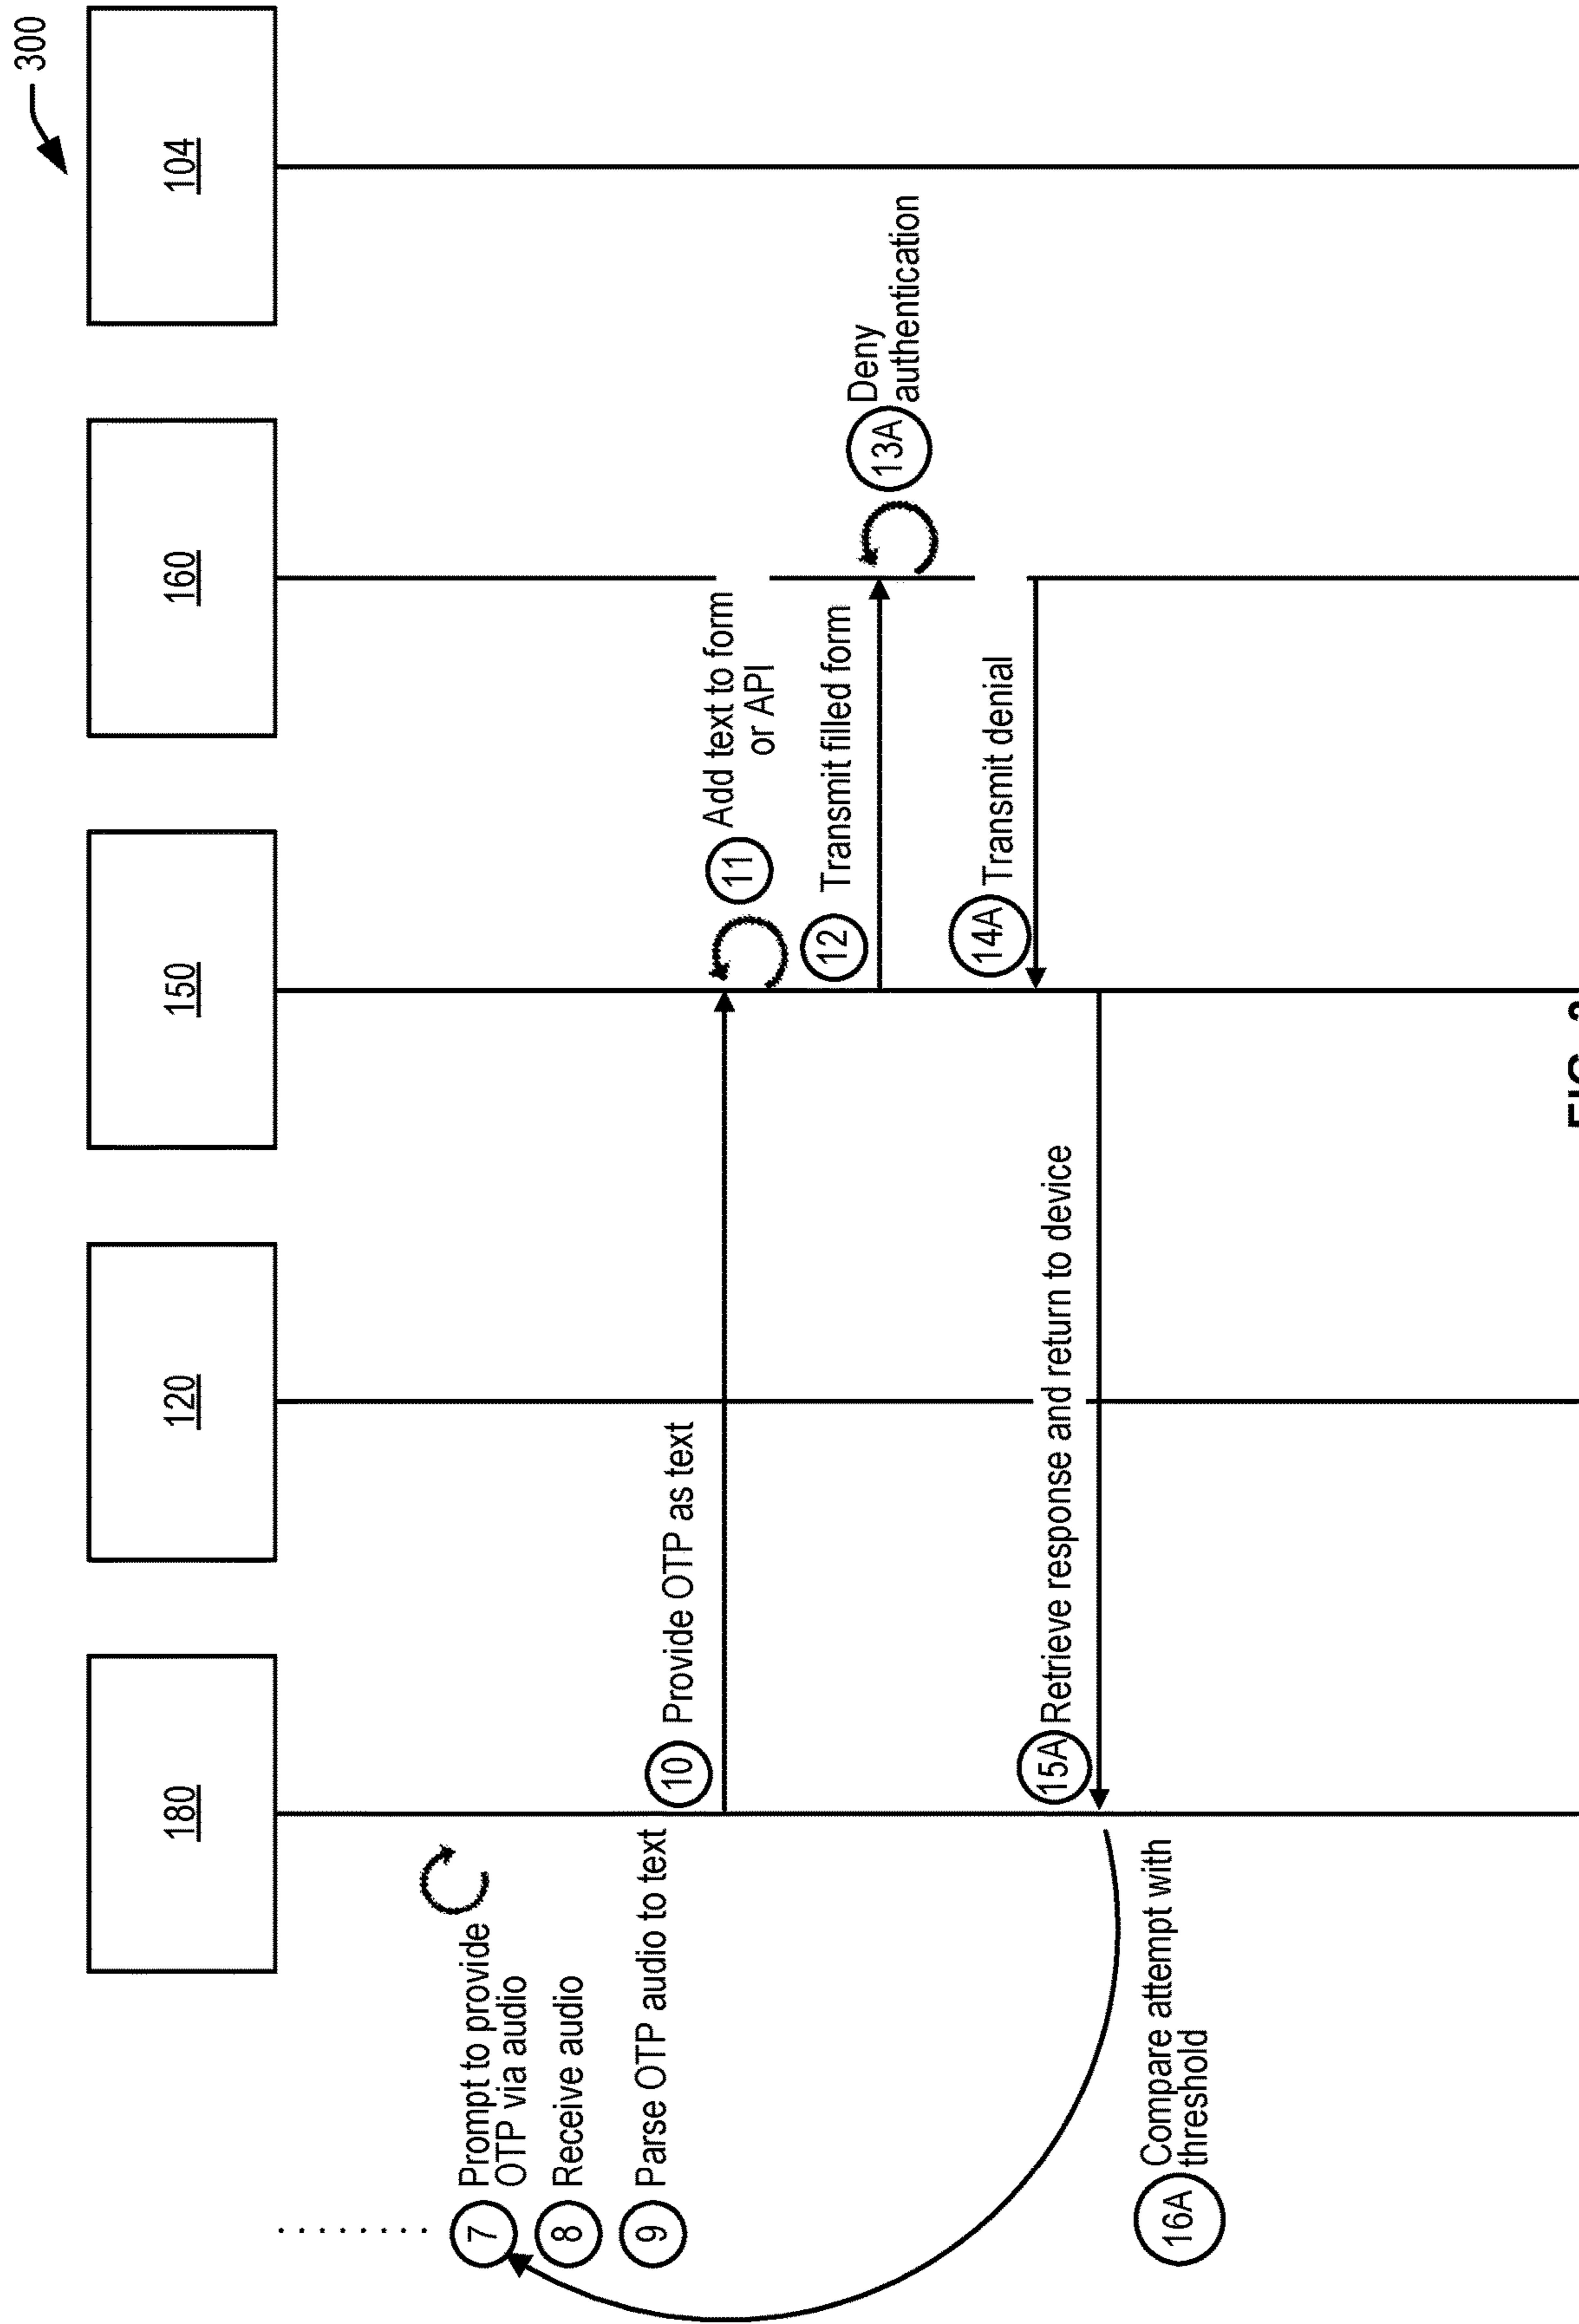 300
180
120
150
160
104
7
Prompt to provide
OTP via audio
8
Receive audio
9
Parse OTP audio to text
10
Provide OTP as text
11
Add text to form
or API
12
Transmit filled form
13A
Deny
authentication
14A
Transmit denial
15A
Retrieve response and return to device
16A
Compare attempt with
threshold
FIG.